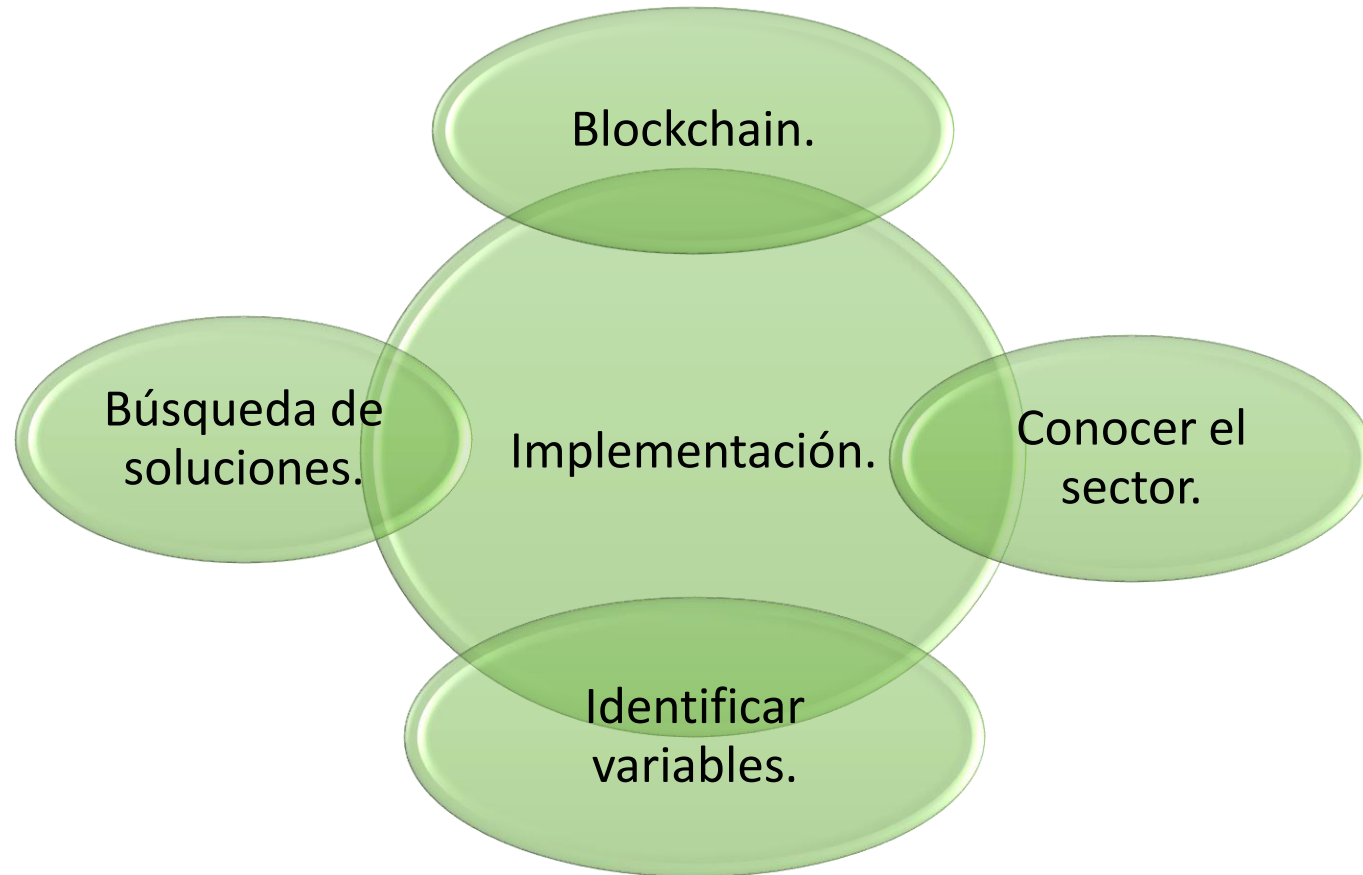 Blockchain.
Búsqueda de
soluciones.
Implementación.
Conocer el
sector.
Identificar
variables.